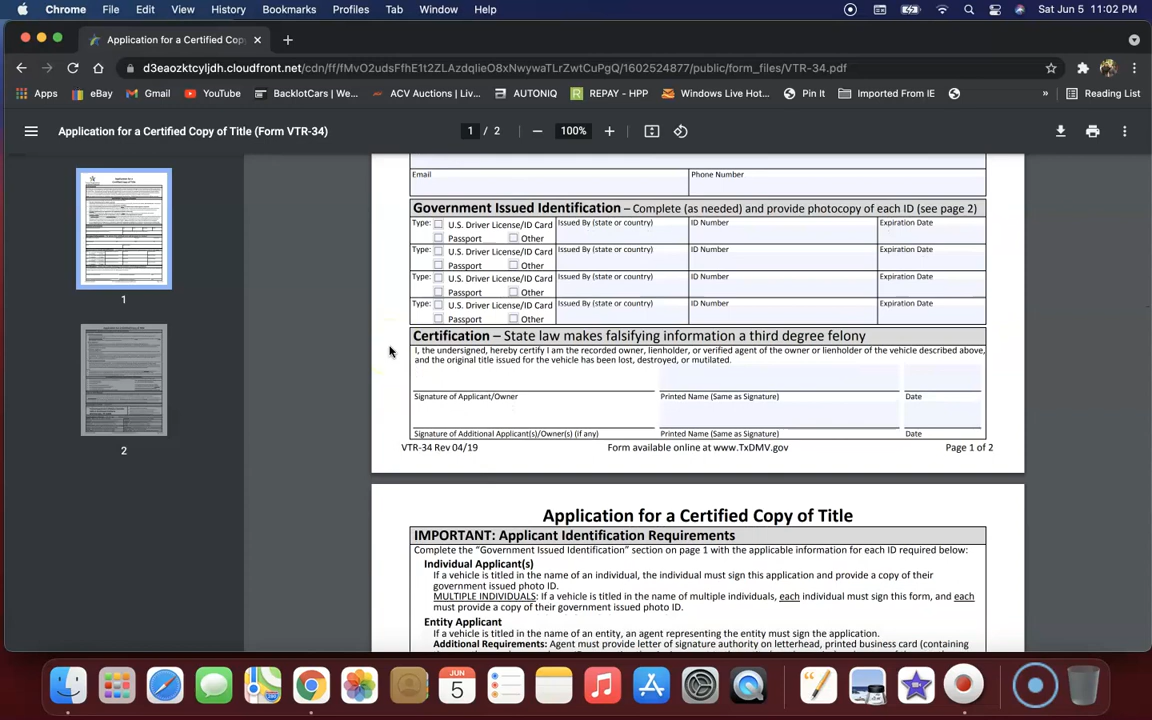 Chrome File Edit View History Bookmarks Profiles Tab Window Help Sat Jun 5 11:02 PM
Application for a Certified Cop
d3eaozktcyljdh.cloudfront.net/cdn/ff/fMvO2udsFfhE1t2ZLAzdqIieO8xNwywaTLrZwtCuPgQ/1602524877/public/form_files/VTR-34.pdf
Apps eBay Gmail YouTube BacklotCars | We... ACV Auctions | Liv... AUTONIQ REPAY - HPP Windows Live Hot... Pin It Imported From IE » Reading List
Application for a Certified Copy of Title (Form VTR-34) 1 / 2 100%
Email Phone Number
Government Issued Identification – Complete (as needed) and provide photocopy of each ID (see page 2)
Type: U.S. Driver License/ID Card Issued By (state or country) ID Number Expiration Date
Passport Other
Type: U.S. Driver License/ID Card Issued By (state or country) ID Number Expiration Date
Passport Other
Type: U.S. Driver License/ID Card Issued By (state or country) ID Number Expiration Date
Passport Other
Type: U.S. Driver License/ID Card Issued By (state or country) ID Number Expiration Date
Passport Other
Certification – State law makes falsifying information a third degree felony
I, the undersigned, hereby certify I am the recorded owner, lienholder, or verified agent of the owner or lienholder of the vehicle described above,
and the original title issued for the vehicle has been lost, destroyed, or mutilated.
Signature of Applicant/Owner Printed Name (Same as Signature) Date
Signature of Additional Applicant(s)/Owner(s) (if any) Printed Name (Same as Signature) Date
VTR-34 Rev 04/19 Form available online at www.TxDMV.gov Page 1 of 2
Application for a Certified Copy of Title
IMPORTANT: Applicant Identification Requirements
Complete the “Government Issued Identification” section on page 1 with the applicable information for each ID required below:
Individual Applicant(s)
If a vehicle is titled in the name of an individual, the individual must sign this application and provide a copy of their
government issued photo ID.
MULTIPLE INDIVIDUALS: If a vehicle is titled in the name of multiple individuals, each individual must sign this form, and each
must provide a copy of their government issued photo ID.
Entity Applicant
If a vehicle is titled in the name of an entity, an agent representing the entity must sign the application.
Additional Requirements: Agent must provide letter of signature authority on letterhead, printed business card (containing
1
2
JUN
5